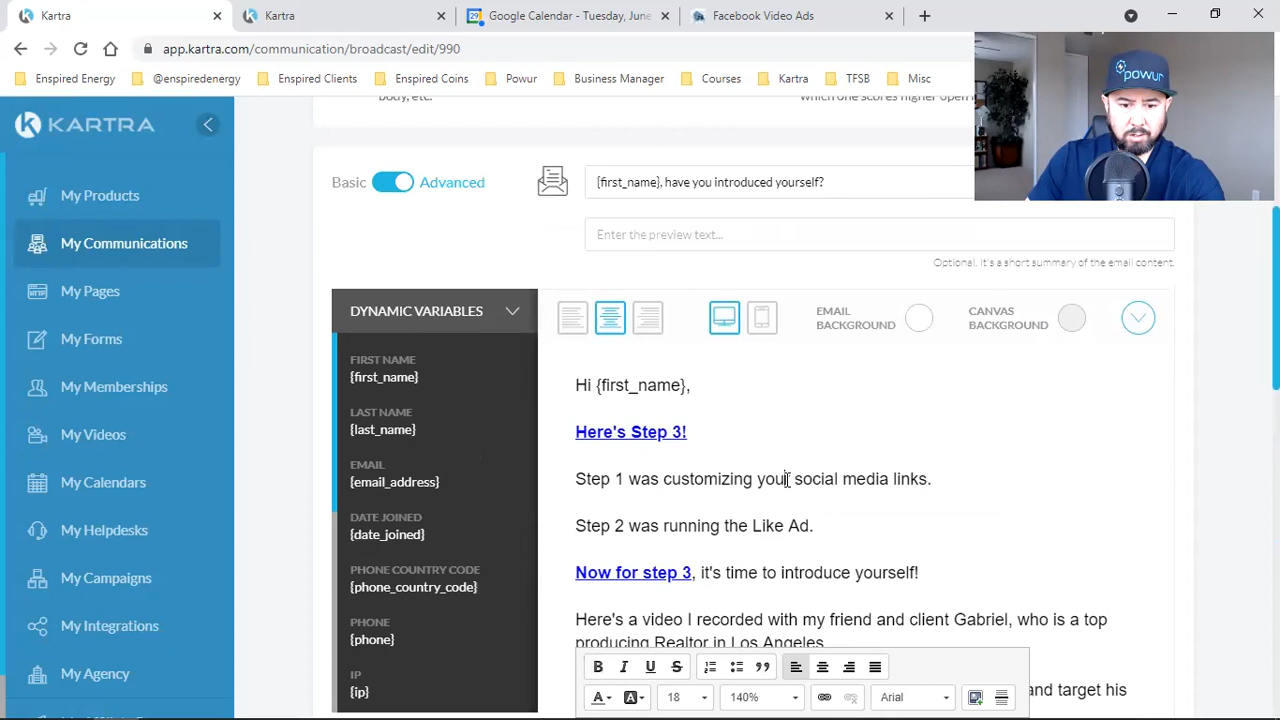 Kartra
Kartra
Google Calendar - Tuesday, June
Facebook Video Ads
app.kartra.com/communication/broadcast/edit/990
Enspired Energy
@enspiredenergy
Enspired Clients
Enspired Coins
Powur
Business Manager
Courses
Kartra
TFSB
Misc
Body, etc.
powur
KARTRA
My Products
My Communications
My Pages
My Forms
My Memberships
My Videos
My Calendars
My Helpdesks
My Campaigns
My Integrations
My Agency
Basic
Advanced
{first_name}, have you introduced yourself?
Enter the preview text...
Optional. It's a short summary of the email content.
DYNAMIC VARIABLES
FIRST NAME
{first_name}
LAST NAME
{last_name}
EMAIL
{email_address}
DATE JOINED
{date_joined}
PHONE COUNTRY CODE
{phone_country_code}
PHONE
{phone}
IP
{ip}
EMAIL
BACKGROUND
CANVAS
BACKGROUND
Hi {first_name},
Here's Step 3!
Step 1 was customizing your social media links.
Step 2 was running the Like Ad.
Now for step 3, it's time to introduce yourself!
Here's a video I recorded with my friend and client Gabriel, who is a top
producing Realtor in Los Angeles
and target his
B I U S
A A 18 140% Arial